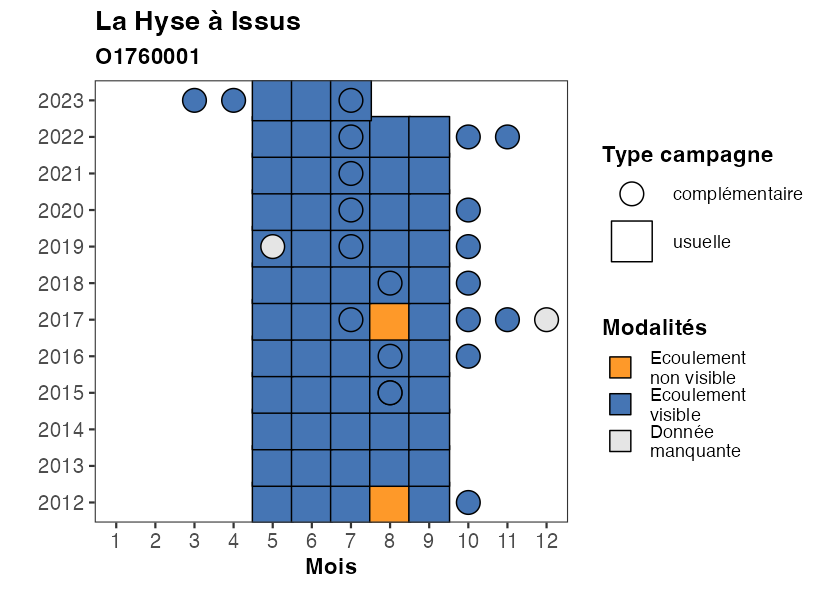 La Hyse à Issus
O1760001
2023
2022
2021
2020
2019
2018
2017
2016
2015
2014
2013
2012
1 2 3 4 5 6 7 8 9 10 11 12
Mois
Type campagne
complémentaire
usuelle
Modalités
Ecoulement
non visible
Ecoulement
visible
Donnée
manquante